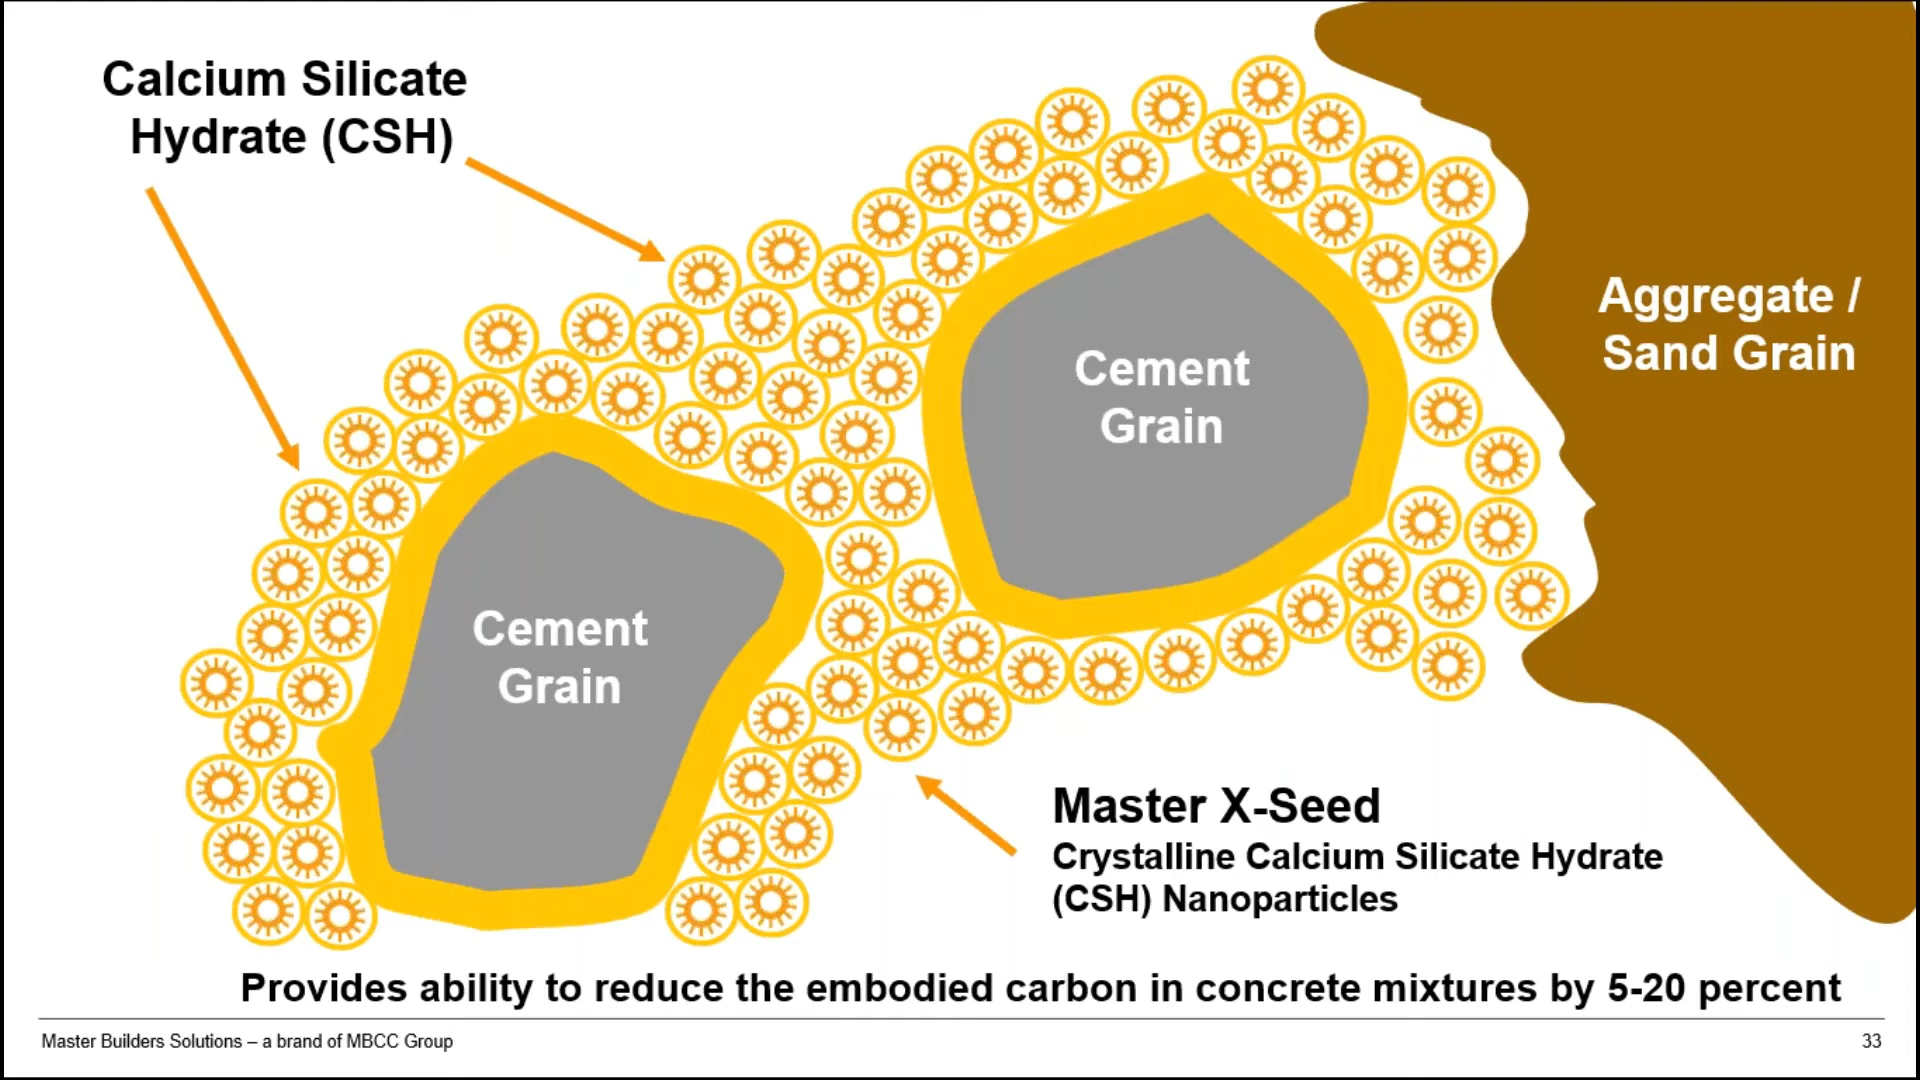 Calcium Silicate
Hydrate (CSH)
Aggregate /
Sand Grain
Cement
Grain
Cement
Grain
Master X-Seed
Crystalline Calcium Silicate Hydrate
(CSH) Nanoparticles
Provides ability to reduce the embodied carbon in concrete mixtures by 5-20 percent
Master Builders Solutions – a brand of MBCC Group
33